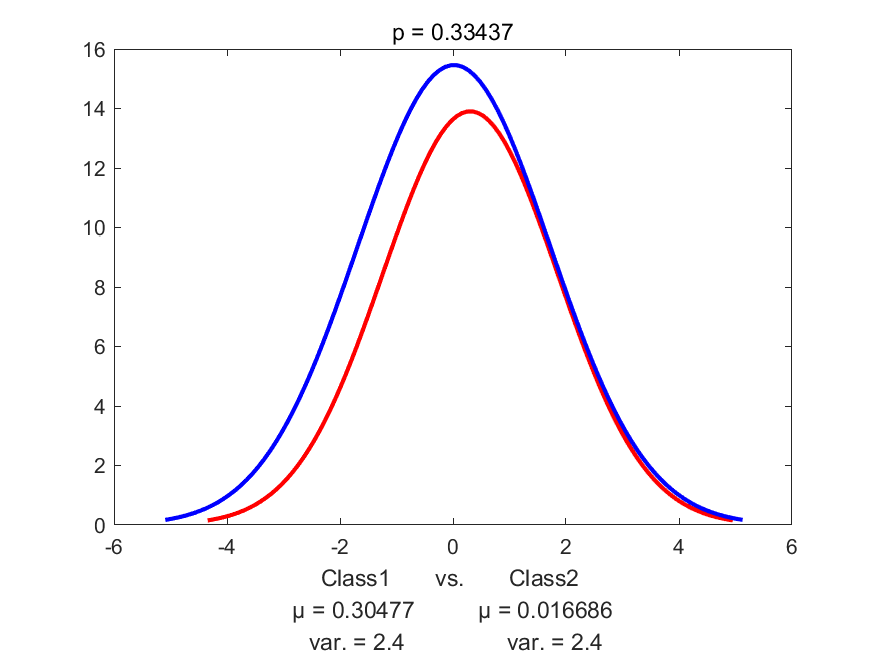 p = 0.33437
16
14
12
10
8
6
4
2
0
-6 -4 -2 0 2 4 6
Class1 vs. Class2
μ = 0.30477 μ = 0.016686
var. = 2.4 var. = 2.4